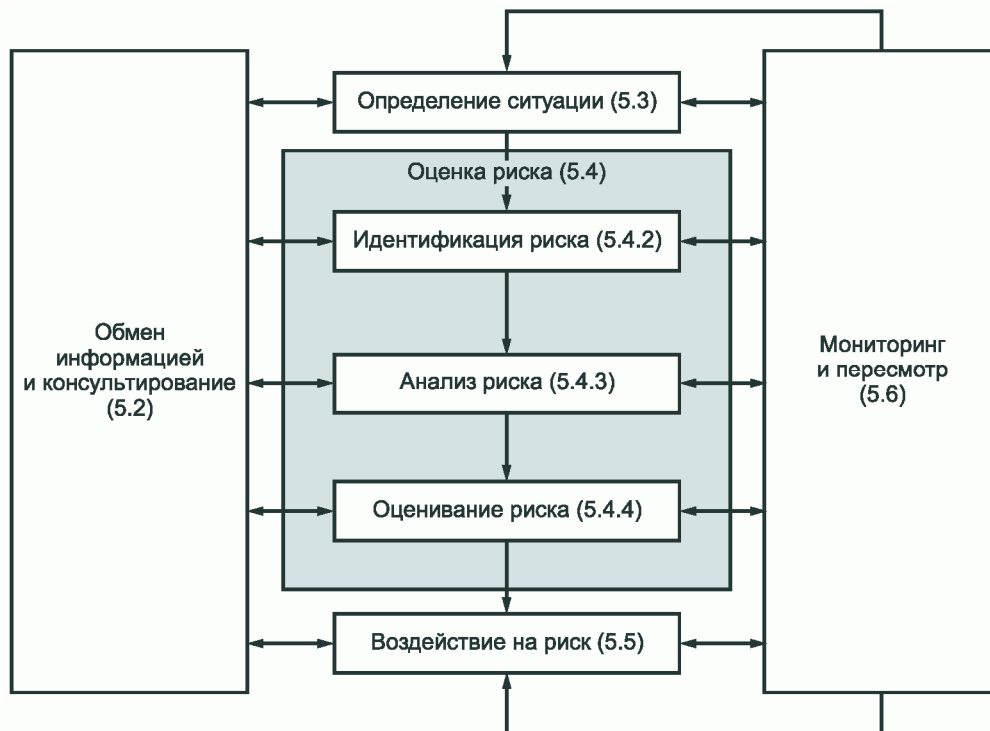 Определение ситуации (5.3)
Оценка риска (5.4)
Идентификация риска (5.4.2)
Анализ риска (5.4.3)
Оценивание риска (5.4.4)
Воздействие на риск (5.5)
Обмен
информацией
и консультирование
(5.2)
Мониторинг
и пересмотр
(5.6)